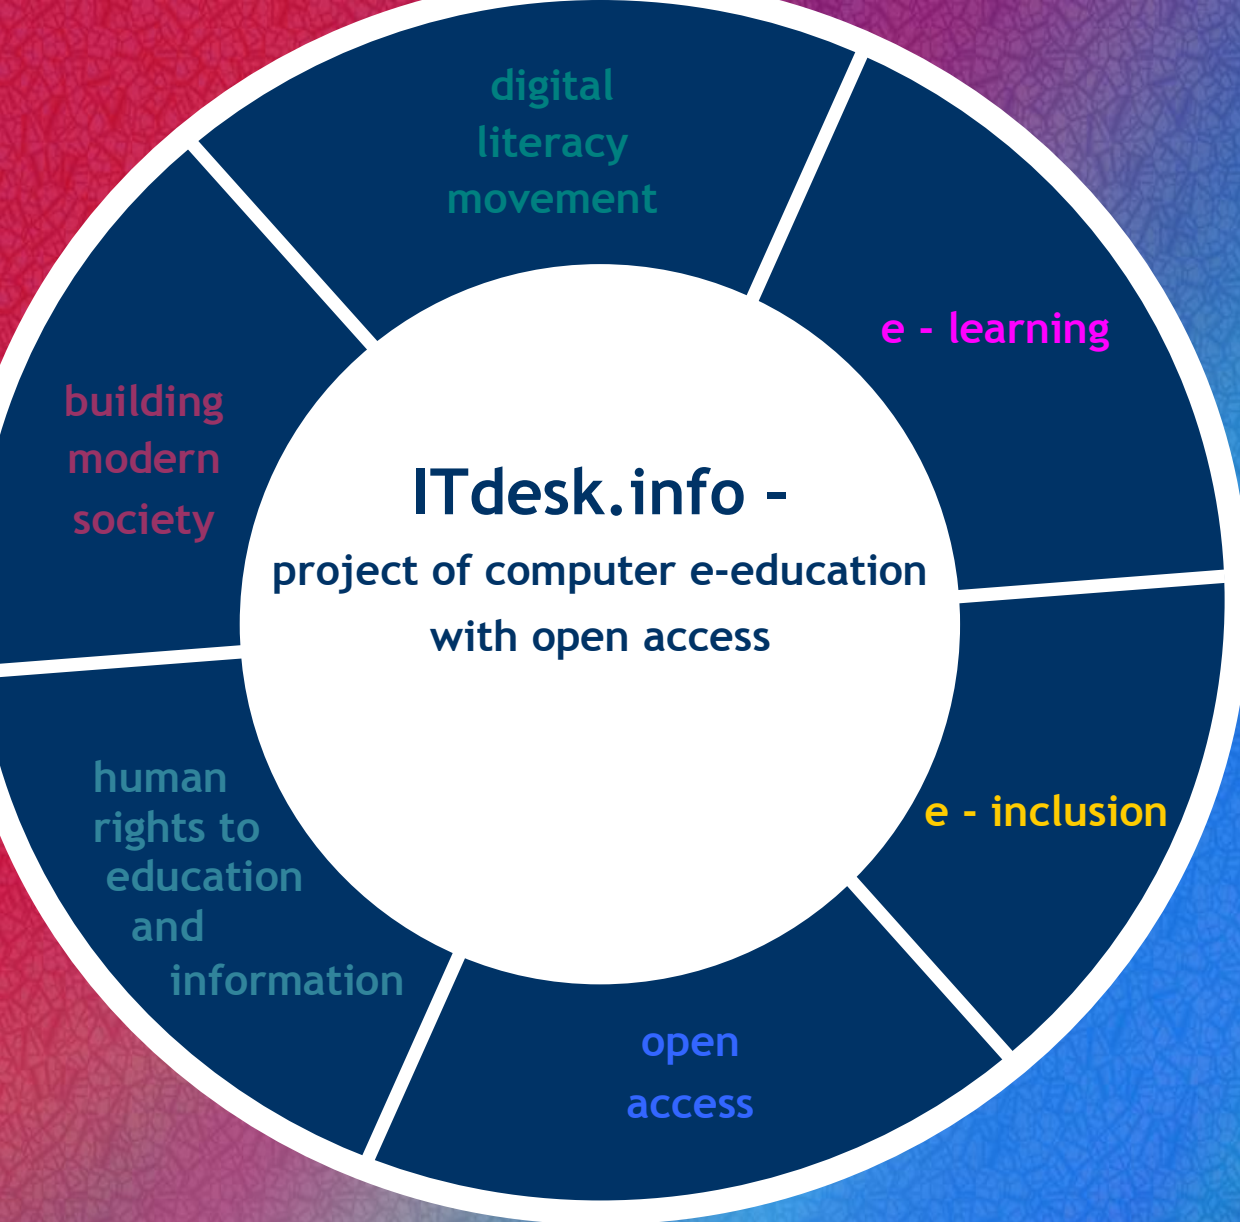 digital
literacy
movement
e - learning
building
modern
society
ITdesk.info –
project of computer e-education
with open access
human
rights to
education
and
information
e - inclusion
open
access